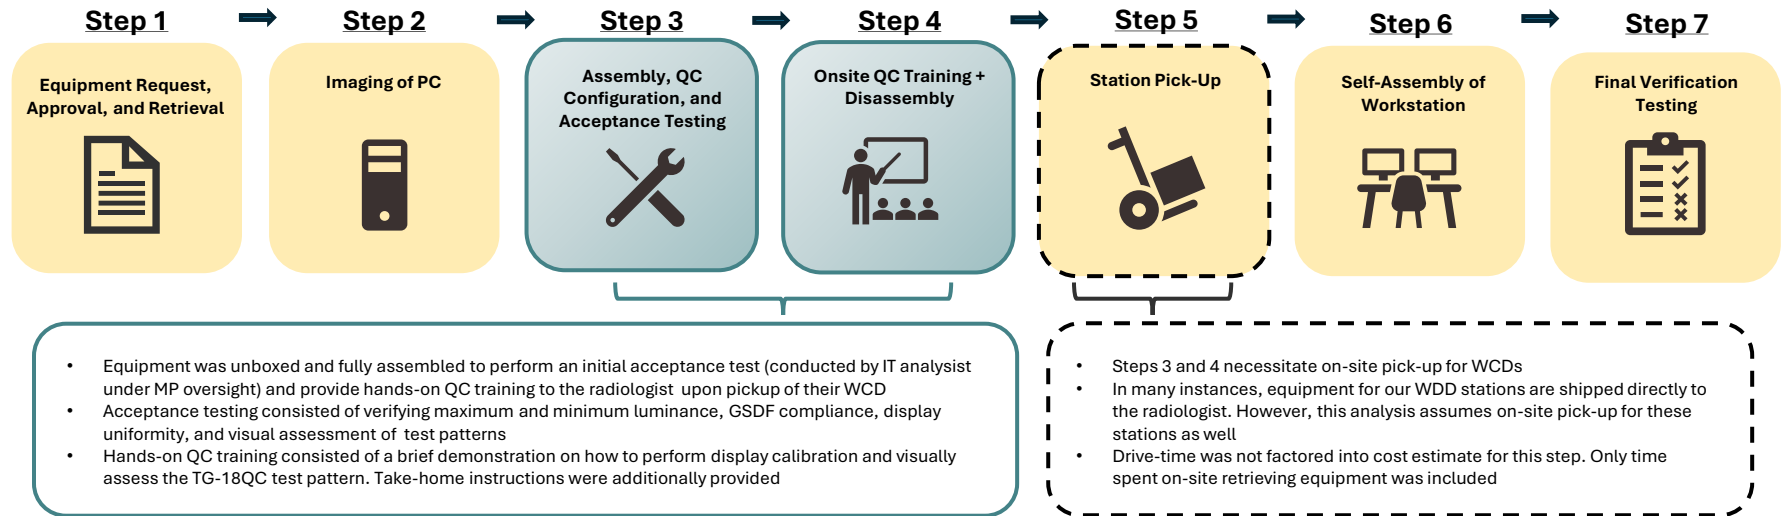 Step 1
Step 2
Step 3
Step 4
Step 5
Step 6
Step 7
Equipment Request,
Approval, and Retrieval
Imaging of PC
Assembly, QC
Configuration, and
Acceptance Testing
Onsite QC Training +
Disassembly
Station Pick-Up
Self-Assembly of
Workstation
Final Verification
Testing
• Equipment was unboxed and fully assembled to perform an initial acceptance test (conducted by IT analyst
under MP oversight) and provide hands-on QC training to the radiologist upon pickup of their WCD
• Acceptance testing consisted of verifying maximum and minimum luminance, GSDF compliance, display
uniformity, and visual assessment of test patterns
• Hands-on QC training consisted of a brief demonstration on how to perform display calibration and visually
assess the TG-18QC test pattern. Take-home instructions were additionally provided
• Steps 3 and 4 necessitate on-site pick-up for WCDs
• In many instances, equipment for our WDD stations are shipped directly to
the radiologist. However, this analysis assumes on-site pick-up for these
stations as well
• Drive-time was not factored into cost estimate for this step. Only time
spent on-site retrieving equipment was included